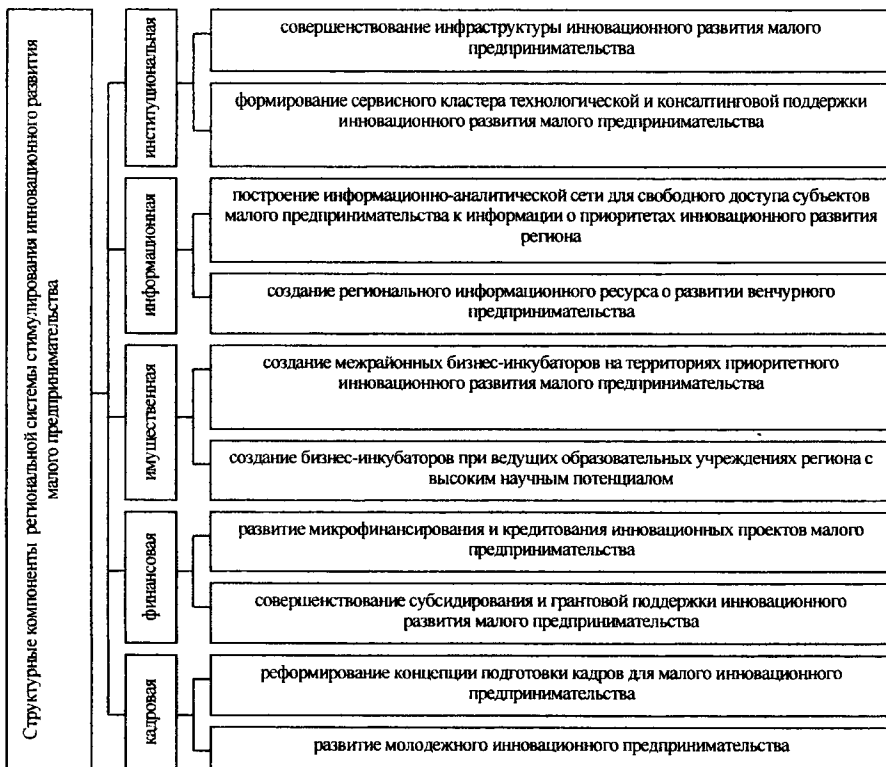 Структурные компоненты региональной системы стимулирования инновационного развития
малого предпринимательства
институциональная
совершенствование инфраструктуры инновационного развития малого
предпринимательства
формирование сервисного кластера технологической и консалтинговой поддержки
инновационного развития малого предпринимательства
информационная
построение информационно-аналитической сети для свободного доступа субъектов
малого предпринимательства к информации о приоритетах инновационного развития
региона
создание регионального информационного ресурса о развитии венчурного
предпринимательства
имущественная
создание межрайонных бизнес-инкубаторов на территориях приоритетного
инновационного развития малого предпринимательства
создание бизнес-инкубаторов при ведущих образовательных учреждениях региона с
высоким научным потенциалом
финансовая
развитие микрофинансирования и кредитования инновационных проектов малого
предпринимательства
совершенствование субсидирования и грантовой поддержки инновационного
развития малого предпринимательства
кадровая
реформирование концепции подготовки кадров для малого инновационного
предпринимательства
развитие молодежного инновационного предпринимательства